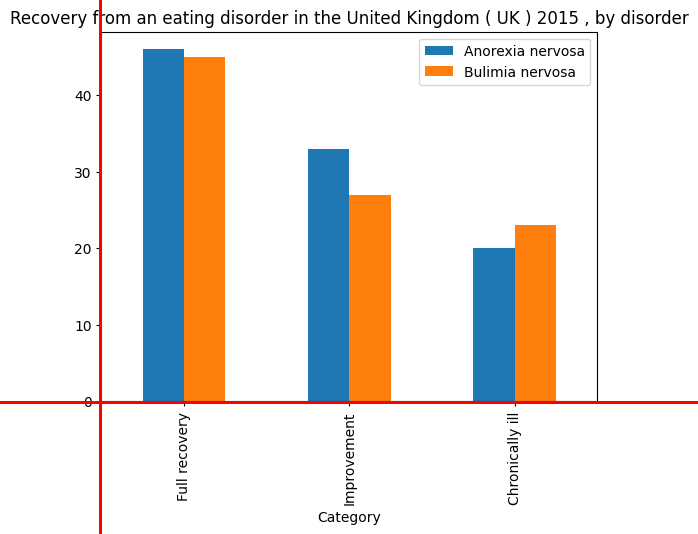 Recovery from an eating disorder in the United Kingdom ( UK ) 2015 , by disorder
Anorexia nervosa
Bulimia nervosa
40
30
20
10
0
Full recovery
Improvement
Chronically ill
Category